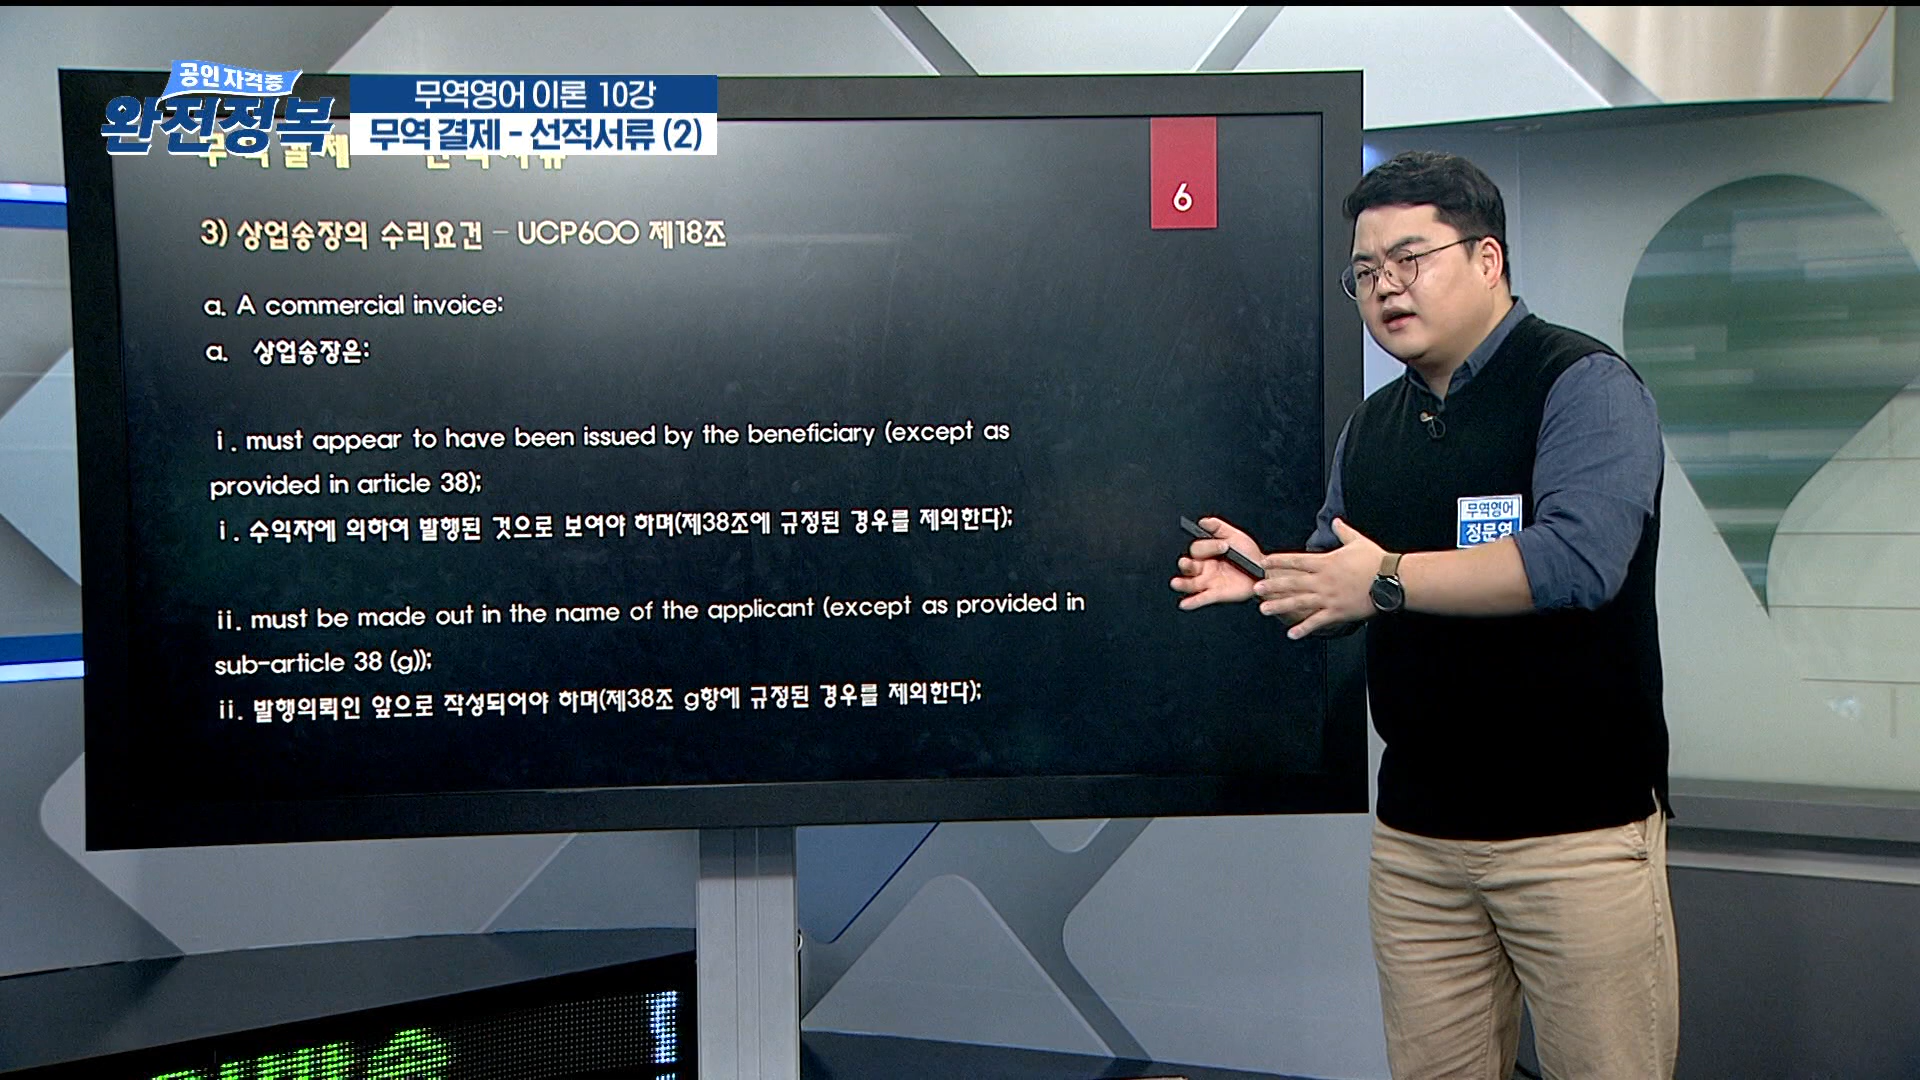 공인 자격증
완전정복
무역영어 이론 10강
무역 결제 - 선적서류 (2)
6
3) 상업송장의 수리요건 – UCP600 제18조
a. A commercial invoice:
a. 상업송장은:
i. must appear to have been issued by the beneficiary (except as
provided in article 38);
i. 수익자에 의하여 발행된 것으로 보여야 하며(제38조에 규정된 경우를 제외한다);
ii. must be made out in the name of the applicant (except as provided in
sub-article 38 (g));
ii. 발행의뢰인 앞으로 작성되어야 하며(제38조 g항에 규정된 경우를 제외한다);
무역영어
정문영